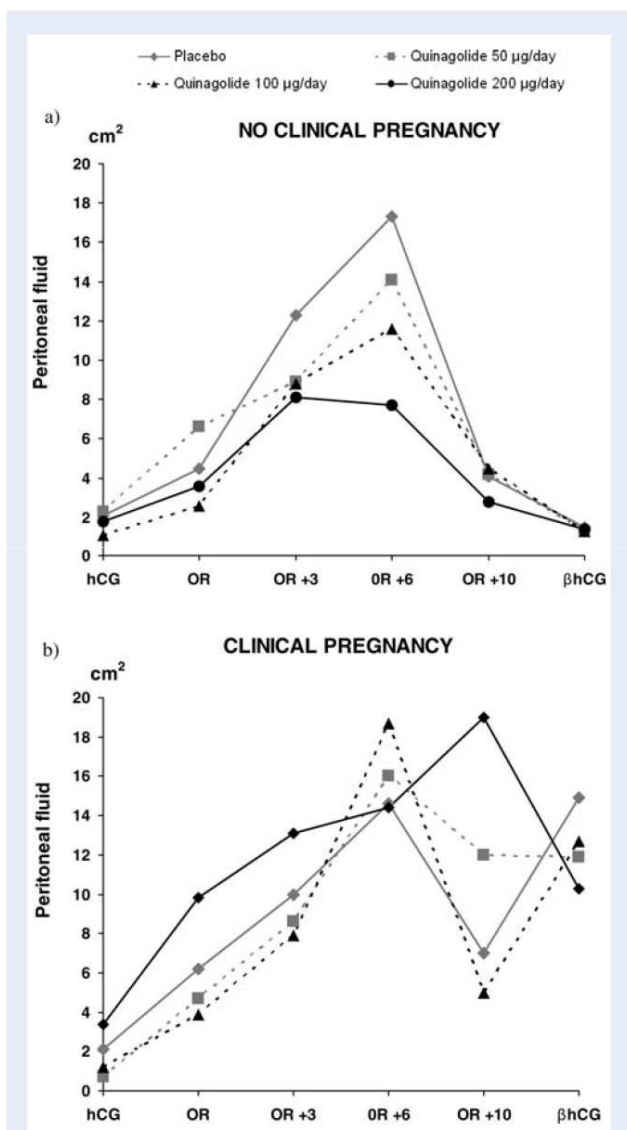 Placebo Quinagolide 50 µg/day
Quinagolide 100 µg/day Quinagolide 200 µg/day
a)
cm²
NO CLINICAL PREGNANCY
Peritoneal fluid
20
18
16
14
12
10
8
6
4
2
0
hCG OR OR +3 0R +6 OR +10 βhCG
b)
cm²
CLINICAL PREGNANCY
Peritoneal fluid
20
18
16
14
12
10
8
6
4
2
0
hCG OR OR +3 0R +6 OR +10 βhCG